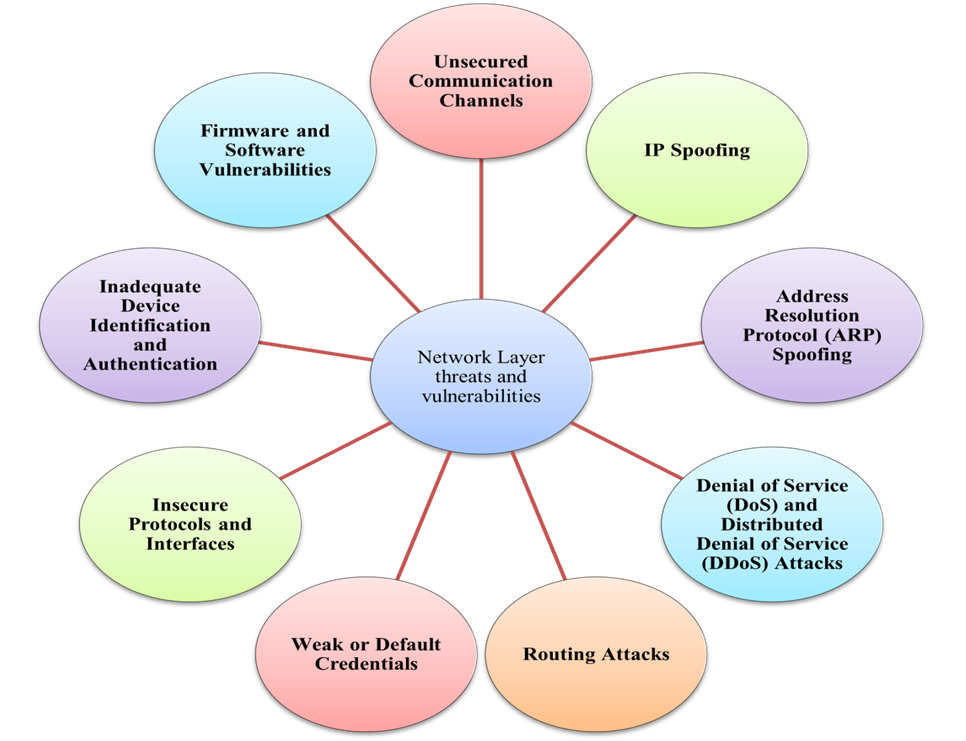 Unsecured
Communication
Channels
IP Spoofing
Address
Resolution
Protocol (ARP)
Spoofing
Denial of Service
(DoS) and
Distributed
Denial of Service
(DDoS) Attacks
Routing Attacks
Weak or Default
Credentials
Insecure
Protocols and
Interfaces
Inadequate
Device
Identification
and
Authentication
Firmware and
Software
Vulnerabilities
Network Layer
threats and
vulnerabilities